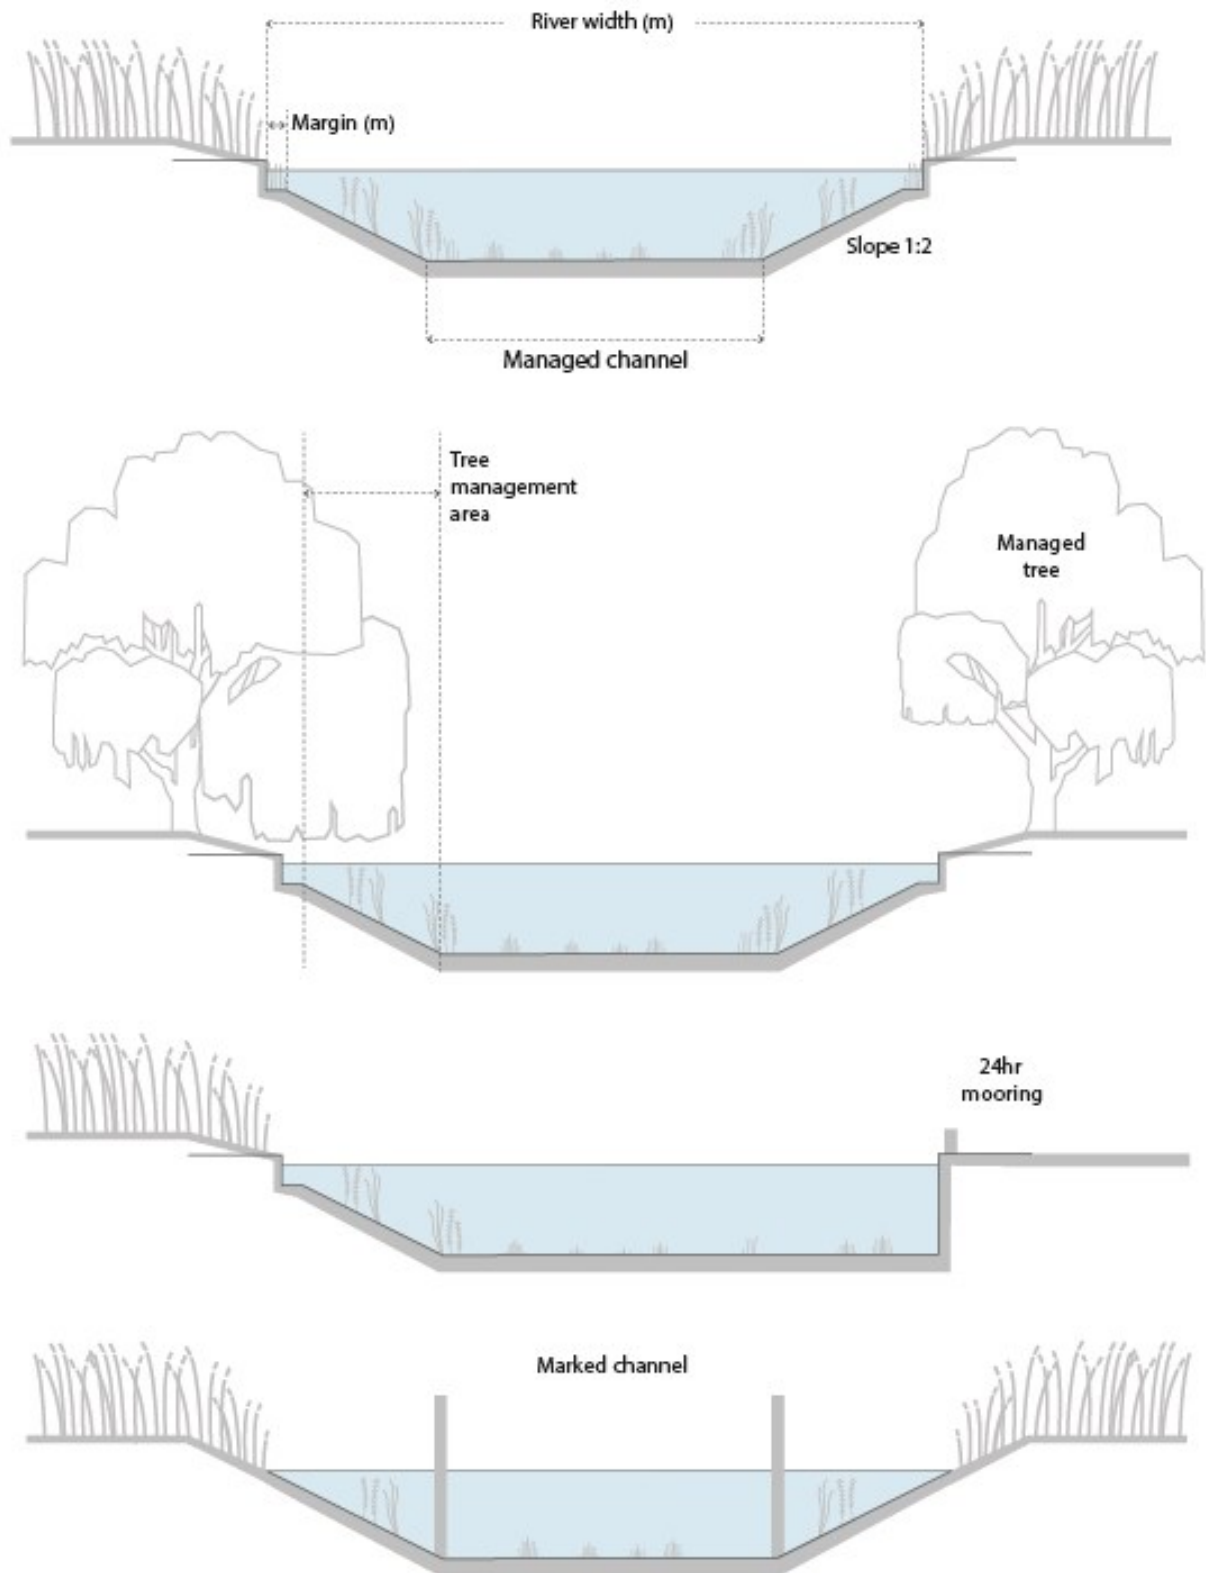 River width (m)
Margin (m)
Slope 1:2
Managed channel
Tree
management
area
Managed
tree
24hr
mooring
Marked channel